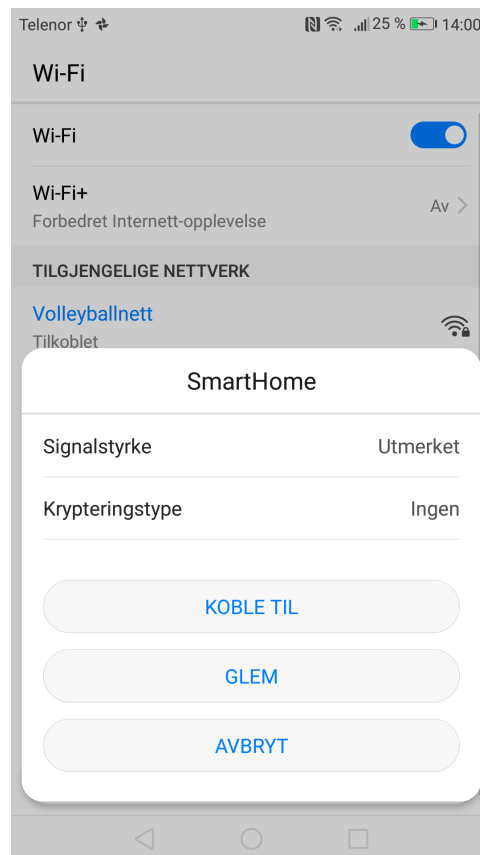 Telenor 25 % 14:00
Wi-Fi
Wi-Fi
Wi-Fi+
Av
Forbedret Internett-opplevelse
TILGJENGELIGE NETTVERK
Volleyballnett
Tilkoblet
SmartHome
Signalstyrke Utmerket
Krypteringstype Ingen
KOBLE TIL
GLEM
AVBRYT